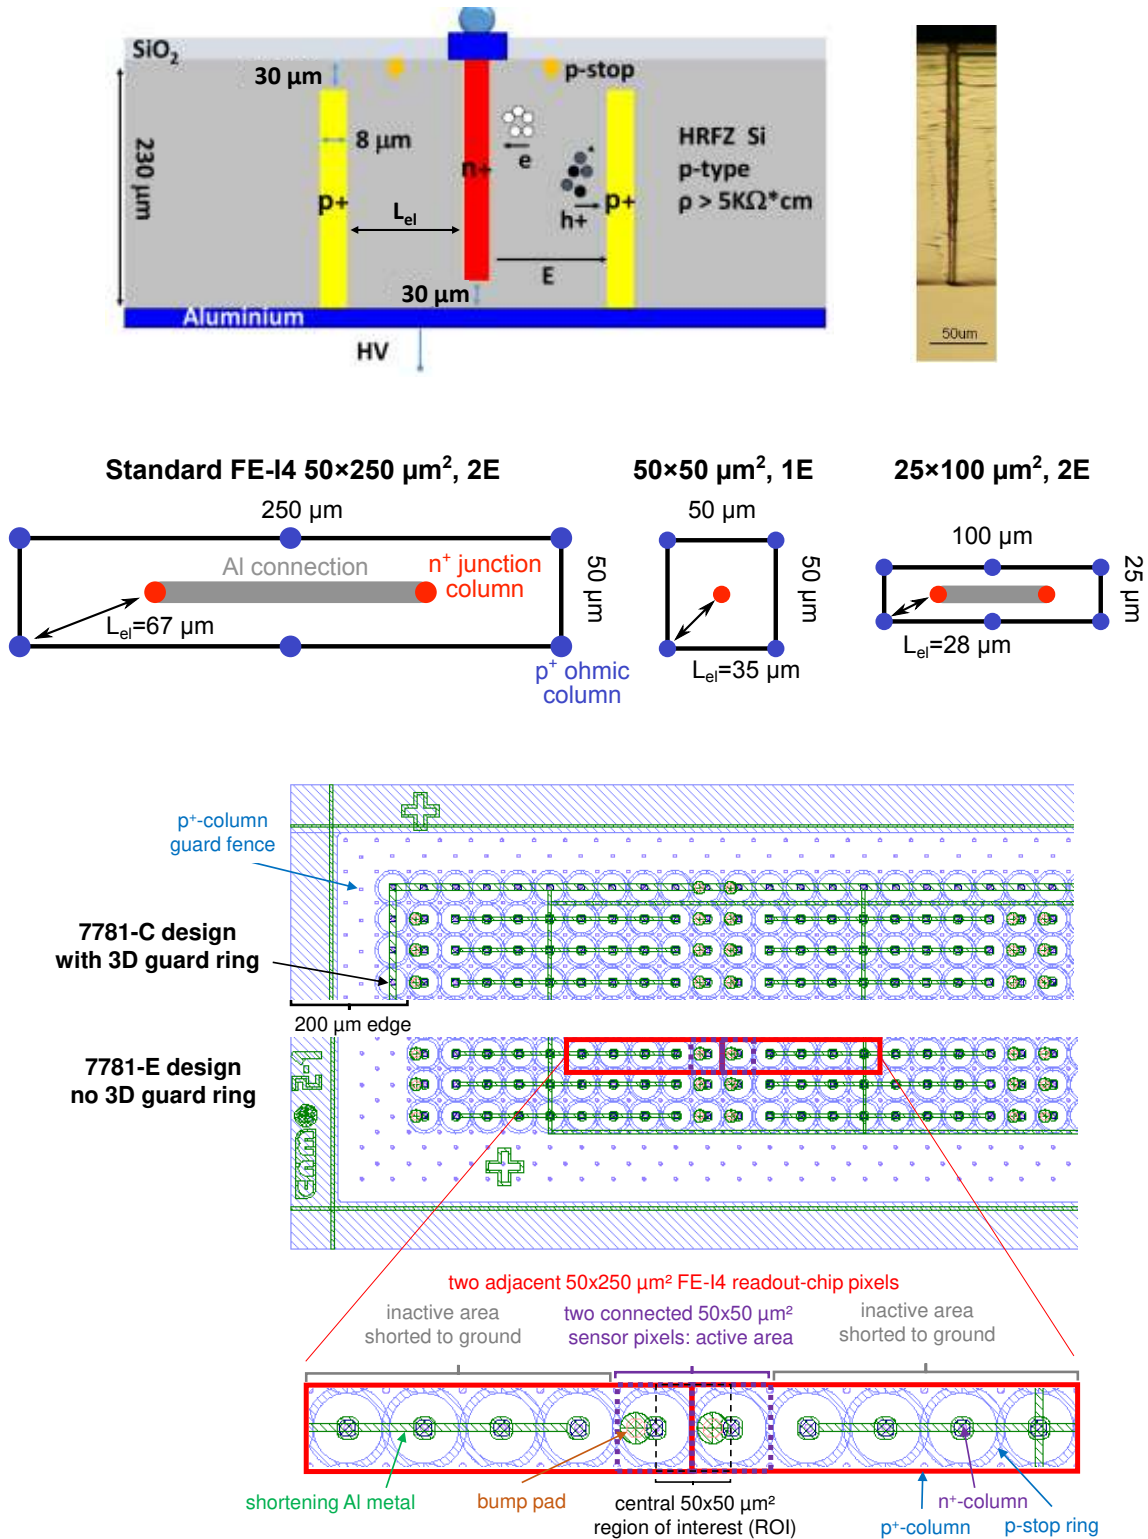 SiO2
30 µm
p-stop
8 µm
230 µm
n+
e
HRFZ Si
p-type
ρ > 5KΩ*cm
p+
Lel
h+
p+
E
30 µm
Aluminium
HV
50um
Standard FE-I4 50×250 µm², 2E
50×50 µm², 1E
25×100 µm², 2E
250 µm
50 µm
100 µm
Al connection
n+ junction
column
50 µm
50 µm
25 µm
Lel=67 µm
Lel=35 µm
Lel=28 µm
p+ ohmic
column
p+-column
guard fence
7781-C design
with 3D guard ring
200 µm edge
7781-E design
no 3D guard ring
cnm
E-1
two adjacent 50x250 µm² FE-I4 readout-chip pixels
inactive area
shorted to ground
two connected 50x50 µm²
sensor pixels: active area
inactive area
shorted to ground
shortening Al metal
bump pad
central 50x50 µm²
region of interest (ROI)
n+-column
p+-column
p-stop ring